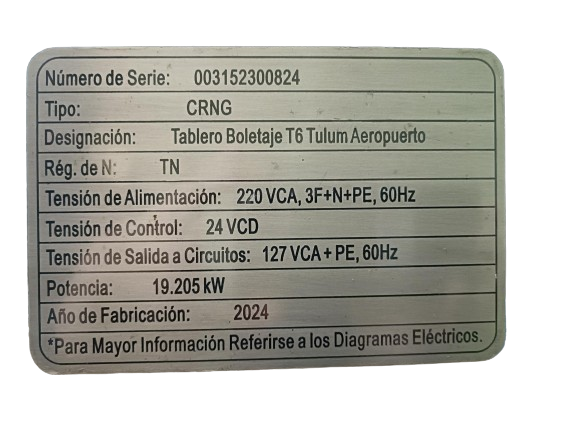 Número de Serie: 003152300824
Tipo: CRNG
Designación: Tablero Boletaje T6 Tulum Aeropuerto
Rég. de N: TN
Tensión de Alimentación: 220 VCA, 3F+N+PE, 60Hz
Tensión de Control: 24 VCD
Tensión de Salida a Circuitos: 127 VCA + PE, 60Hz
Potencia: 19.205 kW
Año de Fabricación: 2024
*Para Mayor Información Referirse a los Diagramas Eléctricos.